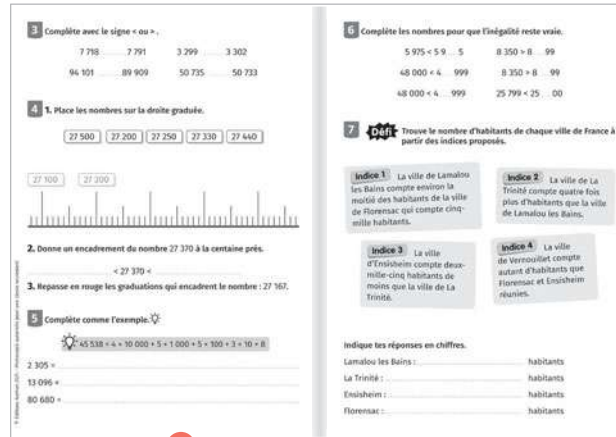 3 Complète avec le signe < ou > .
7 718 ........ 7 791 3 299 ........ 3 302
94 101 ........ 89 909 50 735 ........ 50 733
4 1. Place les nombres sur la droite graduée.
27 500 27 200 27 250 27 330 27 440
27 100 27 200
2. Donne un encadrement du nombre 27 370 à la centaine près.
........ < 27 370 < ........
3. Repasse en rouge les graduations qui encadrent le nombre : 27 167.
5 Complète comme l'exemple.
45 538 = 4 × 10 000 + 5 × 1 000 + 5 × 100 + 3 × 10 + 8
2 305 =
13 096 =
80 680 =
6 Complète les nombres pour que l'inégalité reste vraie.
5 975 < 5 9 ... 5 8 350 > 8 ... 99
48 000 < 4 ... 999 8 350 > 8 ... 99
48 000 < 4 ... 999 25 799 < 25 ... 00
7 Défi Trouve le nombre d'habitants de chaque ville de France à
partir des indices proposés.
Indice 1 La ville de Lamalou
les Bains compte environ la
moitié des habitants de la ville
de Florensac qui compte cinq-
mille habitants.
Indice 2 La ville de La
Trinité compte quatre fois
plus d'habitants que la ville
de Lamalou les Bains.
Indice 3 La ville
d'Ensisheim compte deux-
mille-cinq habitants de
moins que la ville de La
Trinité.
Indice 4 La ville
de Vernouillet compte
autant d'habitants que
Florensac et Ensisheim
réunies.
Indique tes réponses en chiffres.
Lamalou les Bains : ........ habitants
La Trinité : ........ habitants
Ensisheim : ........ habitants
Florensac : ........ habitants